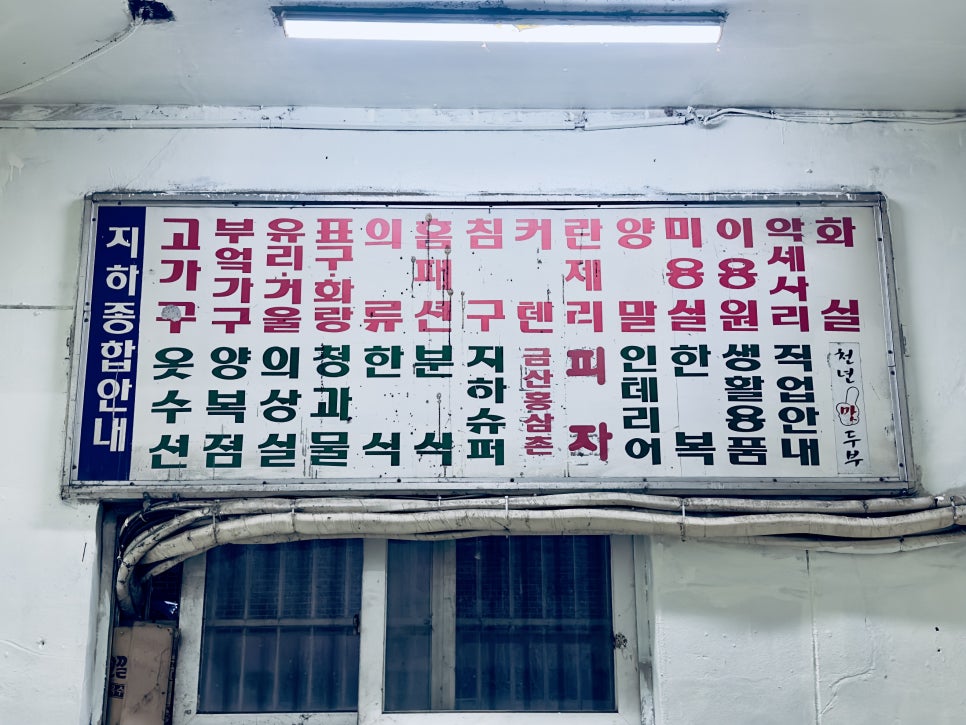 지하종합안내
고가구
부엌가구
유리·거울
표구·화랑
의류
홈패션
침구
커텐
란제리
양말
미용실
이용원
악세사리
화실
옷수선
양복점
의상실
청과물
한식
분식
지하슈퍼
금산홍삼촌
피자
인테리어
한복
생활용품
직업안내
천년맛두부